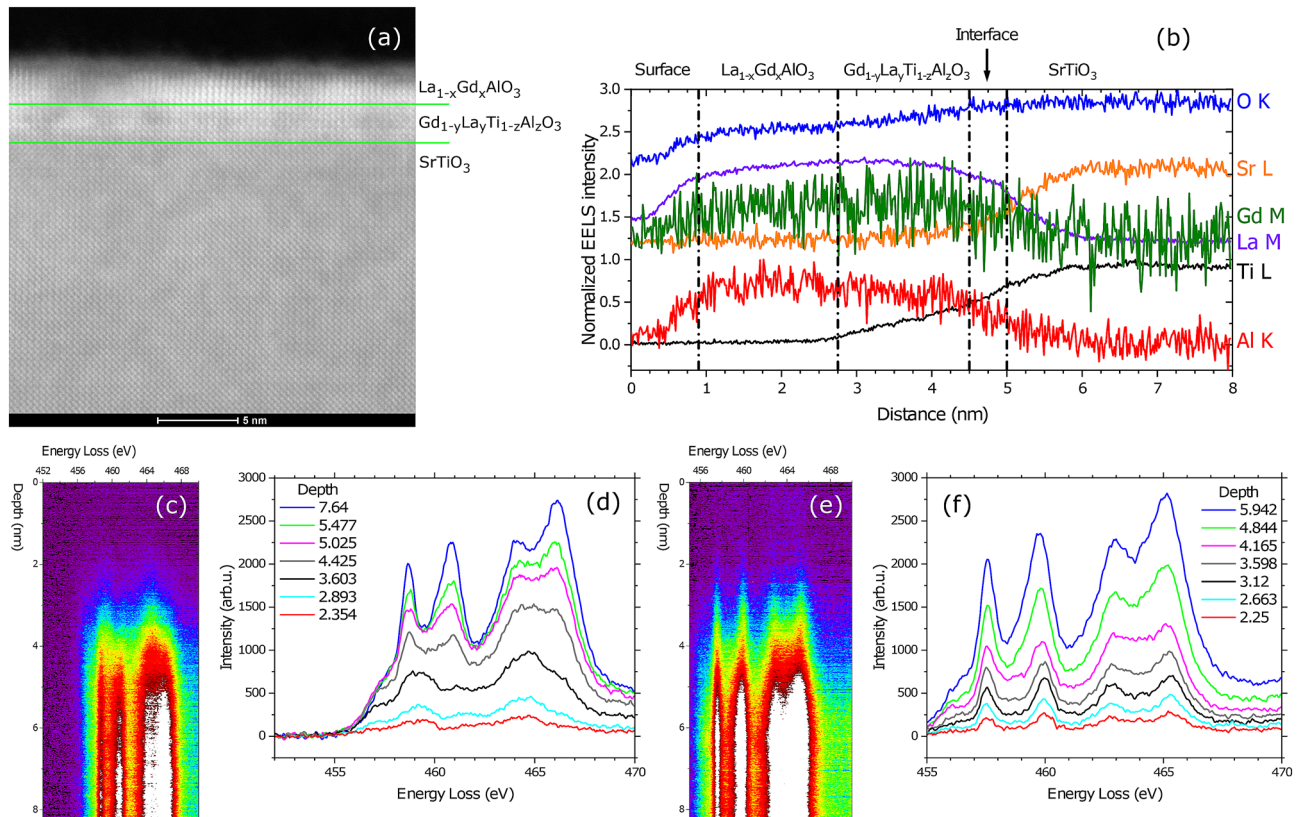 (a)
La1-xGdxAlO3
Gd1-yLayTi1-zAlzO3
SrTiO3
5 nm
(b)
Interface
Surface La1-xGdxAlO3 Gd1-yLayTi1-zAlzO3 SrTiO3
Normalized EELS intensity
3.0
2.5
2.0
1.5
1.0
0.5
0.0
O K
Sr L
Gd M
La M
Ti L
Al K
0 1 2 3 4 5 6 7 8
Distance (nm)
Energy Loss (eV)
452 456 460 464 468
Depth (nm)
0
2
4
6
8
(c)
(d)
Intensity (arb.u.)
3000
2500
2000
1500
1000
500
0
Depth
7.64
5.477
5.025
4.425
3.603
2.893
2.354
455 460 465 470
Energy Loss (eV)
Energy Loss (eV)
456 460 464 468
Depth (nm)
0
2
4
6
8
(e)
(f)
Intensity (arb.u.)
3000
2500
2000
1500
1000
500
0
Depth
5.942
4.844
4.165
3.598
3.12
2.663
2.25
455 460 465 470
Energy Loss (eV)